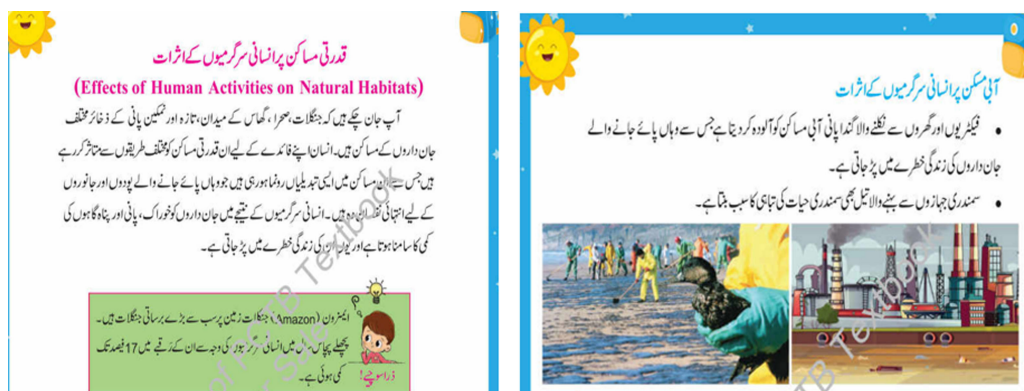 قدرتی مساکن پر انسانی سرگرمیوں کے اثرات
(Effects of Human Activities on Natural Habitats)
آپ جان چکے ہیں کہ جنگلات، صحرا، گھاس کے میدان، تازہ اور نمکین پانی کے ذخائر مختلف
جان داروں کے مساکن ہیں۔ انسان اپنے فائدے کے لیے ان قدرتی مساکن کو مختلف طریقوں سے متاثر کر رہے
ہیں جس سے ان مساکن میں ایسی تبدیلیاں رونما ہو رہی ہیں جو وہاں پائے جانے والے پودوں اور جانوروں
کے لیے انتہائی نقصان دہ ہیں۔ انسانی سرگرمیوں کے نتیجے میں جان داروں کو خوراک، پانی اور پناہ گاہوں کی
کمی کا سامنا ہوتا ہے اور یوں ان کی زندگی خطرے میں پڑ جاتی ہے۔
ایمیزون (Amazon) جنگلات زمین پر سب سے بڑے برساتی جنگلات ہیں۔
پچھلے پچاس سال میں انسانی سرگرمیوں کی وجہ سے ان کے رقبے میں 17 فیصد تک
کمی ہوئی ہے۔
ذرا سوچیے!
آبی مسکن پر انسانی سرگرمیوں کے اثرات
• فیکٹریوں اور گھروں سے نکلنے والا گندا پانی آبی مساکن کو آلودہ کر دیتا ہے جس سے وہاں پائے جانے والے
جان داروں کی زندگی خطرے میں پڑ جاتی ہے۔
• سمندری جہازوں سے بہنے والا تیل بھی سمندری حیات کی تباہی کا سبب بنتا ہے۔
Textbook
TB Textbook